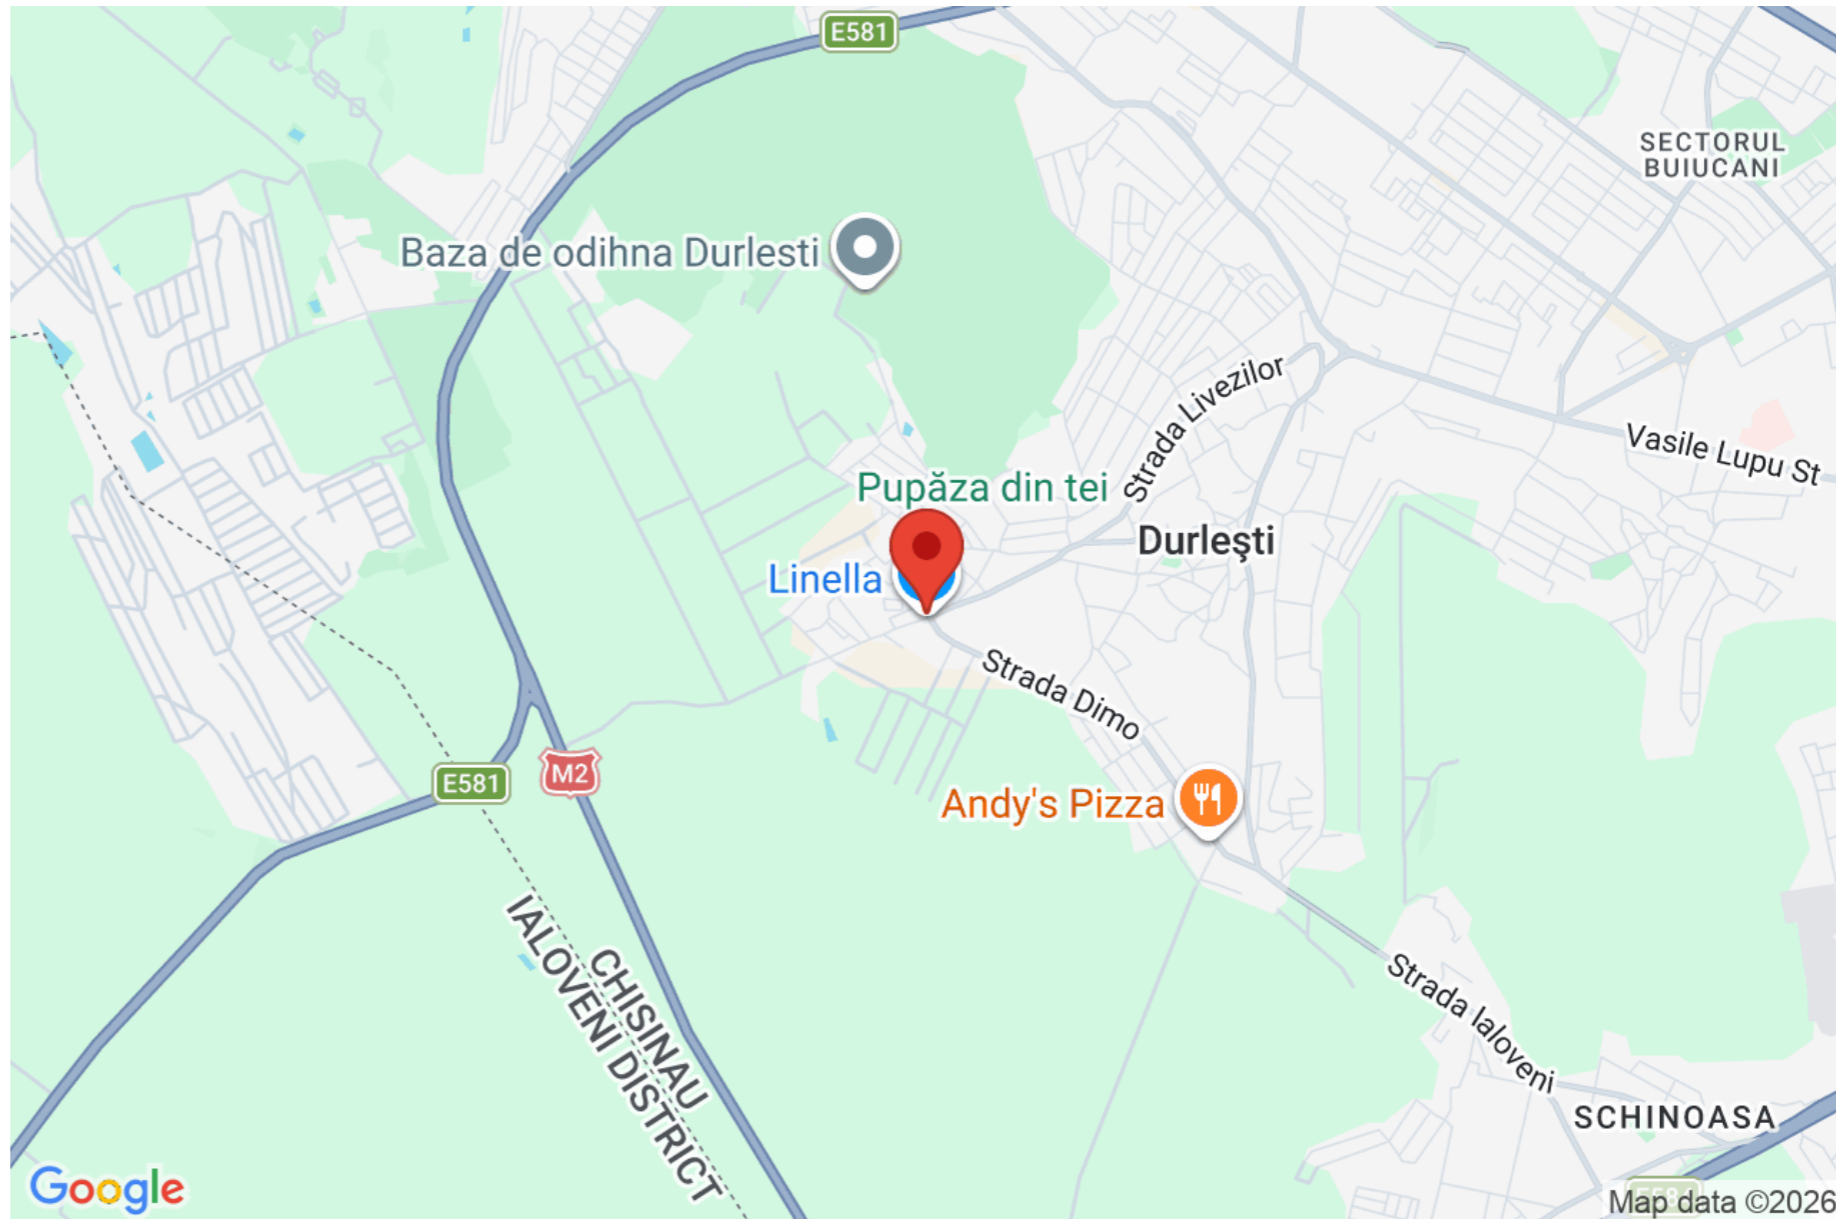 E581
SECTORUL
BUIUCANI
Baza de odihna Durlesti
Strada Livezilor
Vasile Lupu St
Pupăza din tei
Durleşti
Linella
Strada Dimo
E581
M2
Andy's Pizza
IALOVENI DISTRICT
CHISINAU
Strada Ialoveni
SCHINOASA
Google
Map data ©2026